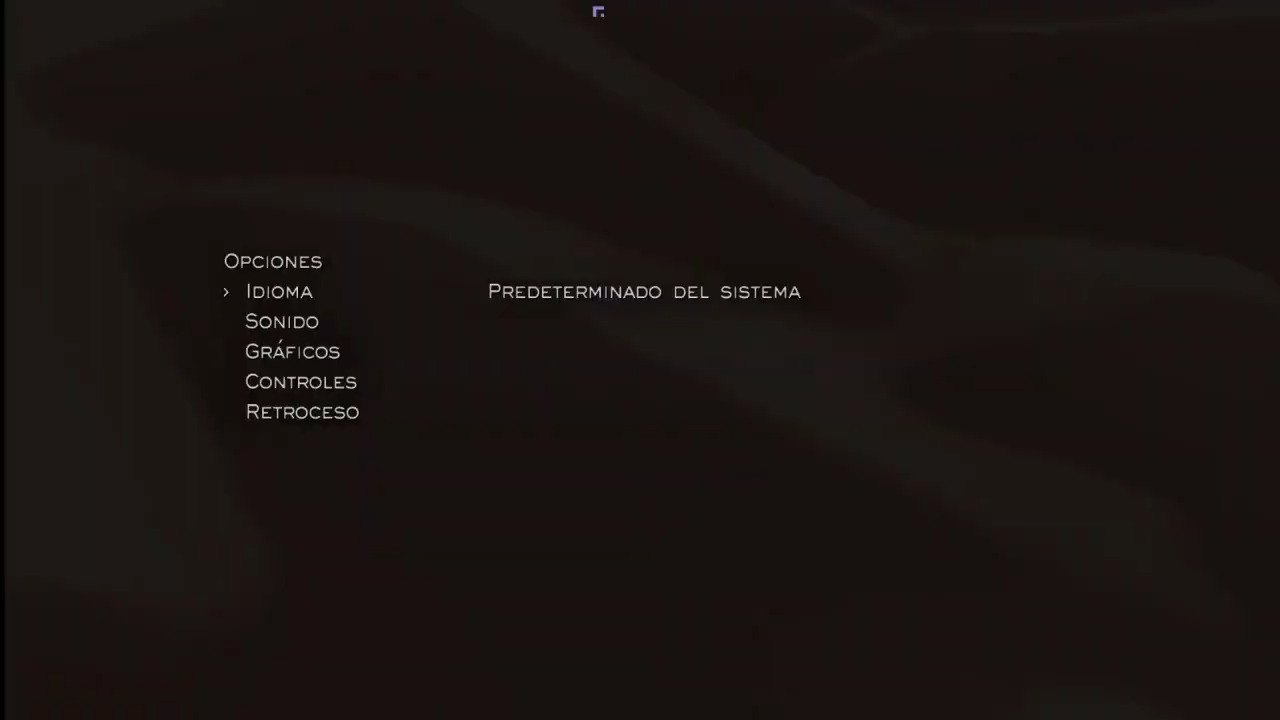 Opciones
> Idioma Predeterminado del sistema
Sonido
Gráficos
Controles
Retroceso